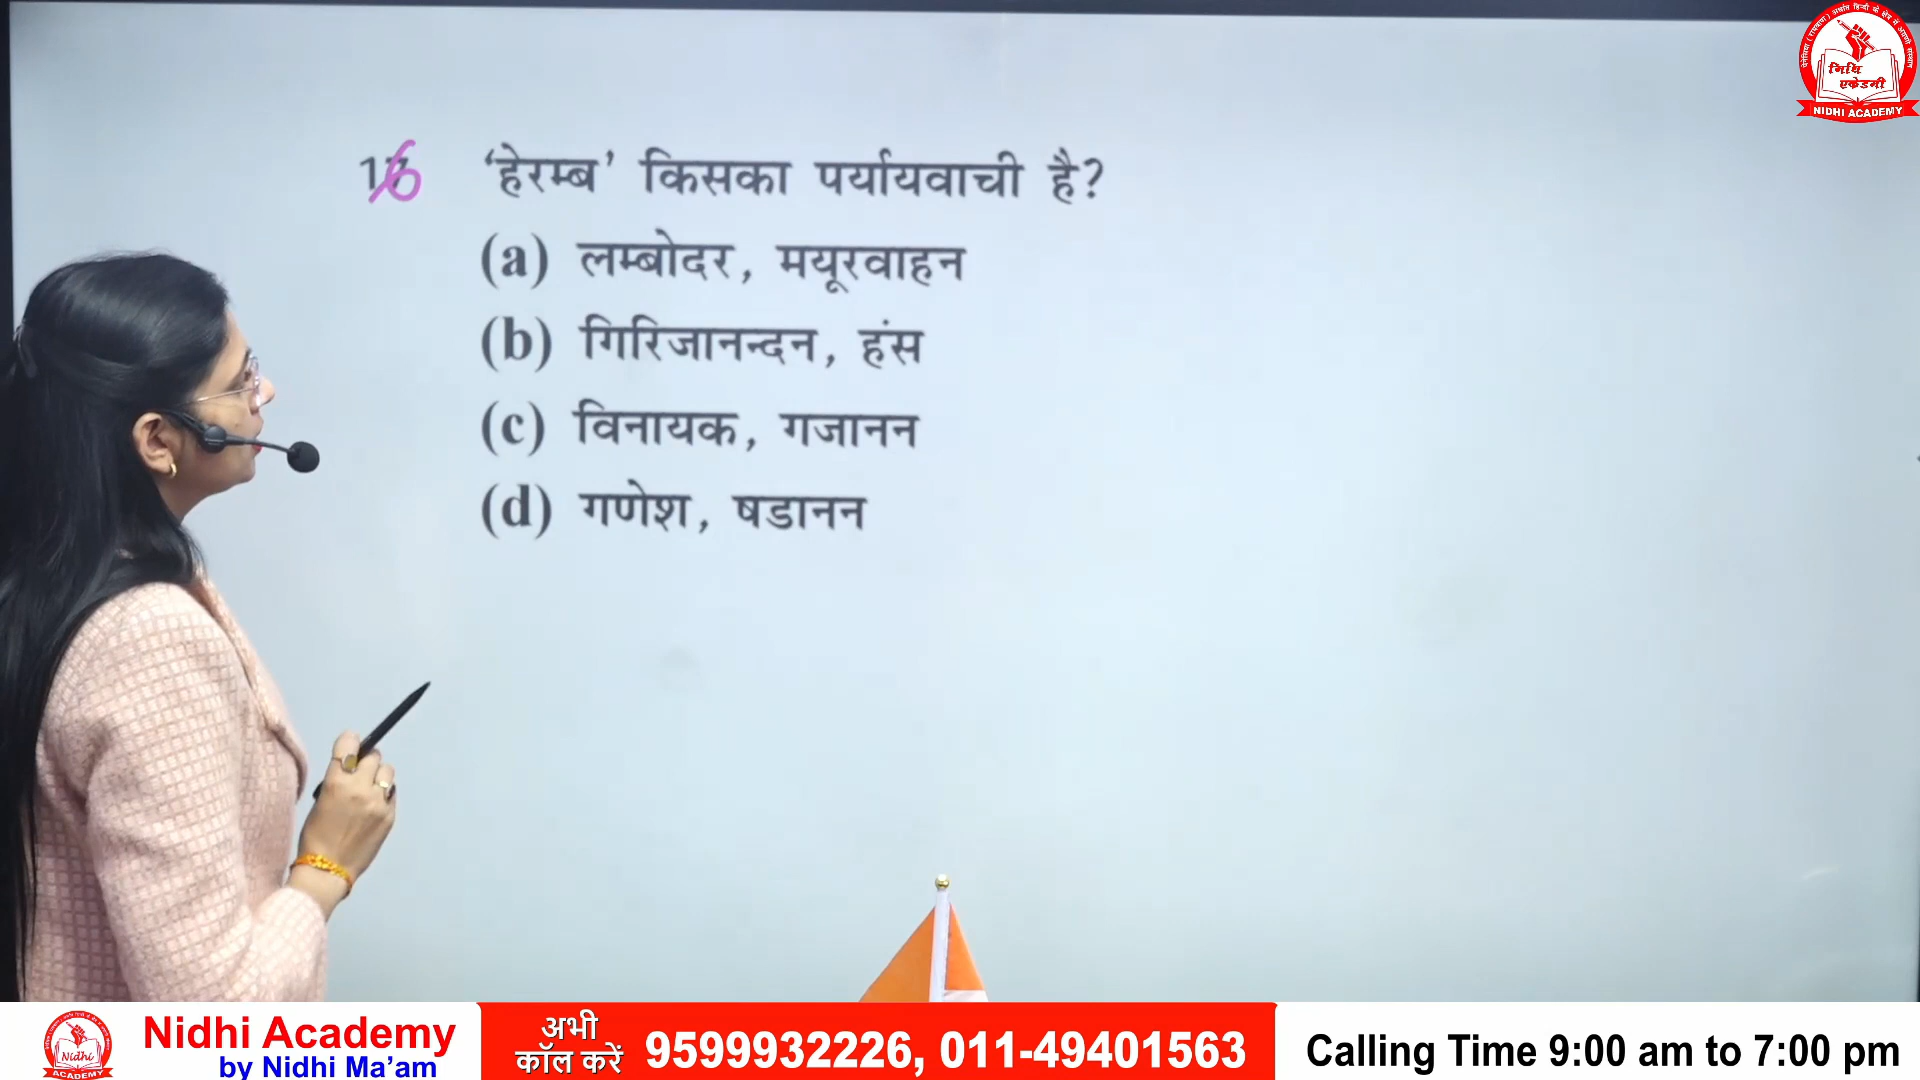 16 ‘हेरम्ब’ किसका पर्यायवाची है?
(a) लम्बोदर, मयूरवाहन
(b) गिरिजानन्दन, हंस
(c) विनायक, गजानन
(d) गणेश, षडानन
निधि
एकेडमी
NIDHI ACADEMY
Nidhi
ACADEMY
Nidhi Academy
by Nidhi Ma’am
अभी
कॉल करें
9599932226, 011-49401563
Calling Time 9:00 am to 7:00 pm